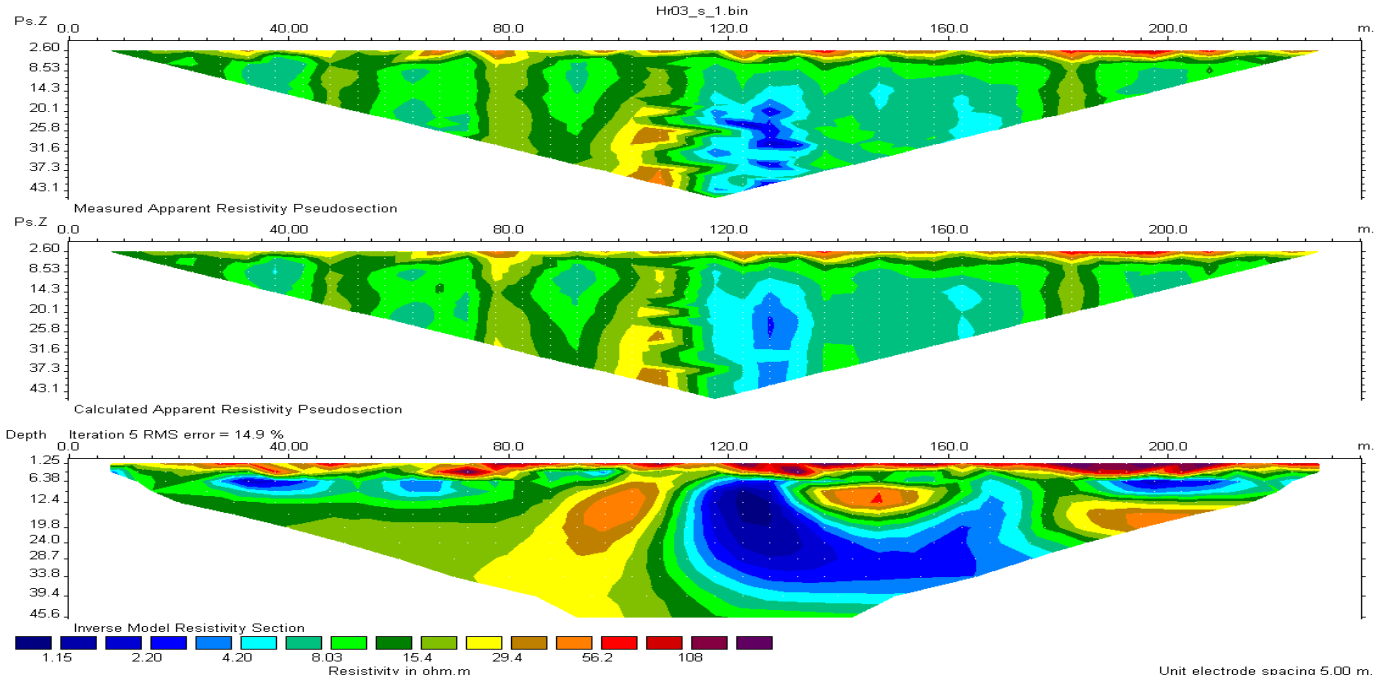 Hr03_s_1.bin
Ps.Z 0.0 40.00 80.0 120.0 160.0 200.0 m.
2.60
8.53
14.3
20.1
25.8
31.6
37.3
43.1
Measured Apparent Resistivity Pseudosection
Ps.Z 0.0 40.00 80.0 120.0 160.0 200.0 m.
2.60
8.53
14.3
20.1
25.8
31.6
37.3
43.1
Calculated Apparent Resistivity Pseudosection
Depth Iteration 5 RMS error = 14.9 %
0.0 40.00 80.0 120.0 160.0 200.0 m.
1.25
6.38
12.4
19.8
24.0
28.7
33.8
39.4
45.6
Inverse Model Resistivity Section
1.15 2.20 4.20 8.03 15.4 29.4 56.2 108
Resistivity in ohm.m Unit electrode spacing 5.00 m.